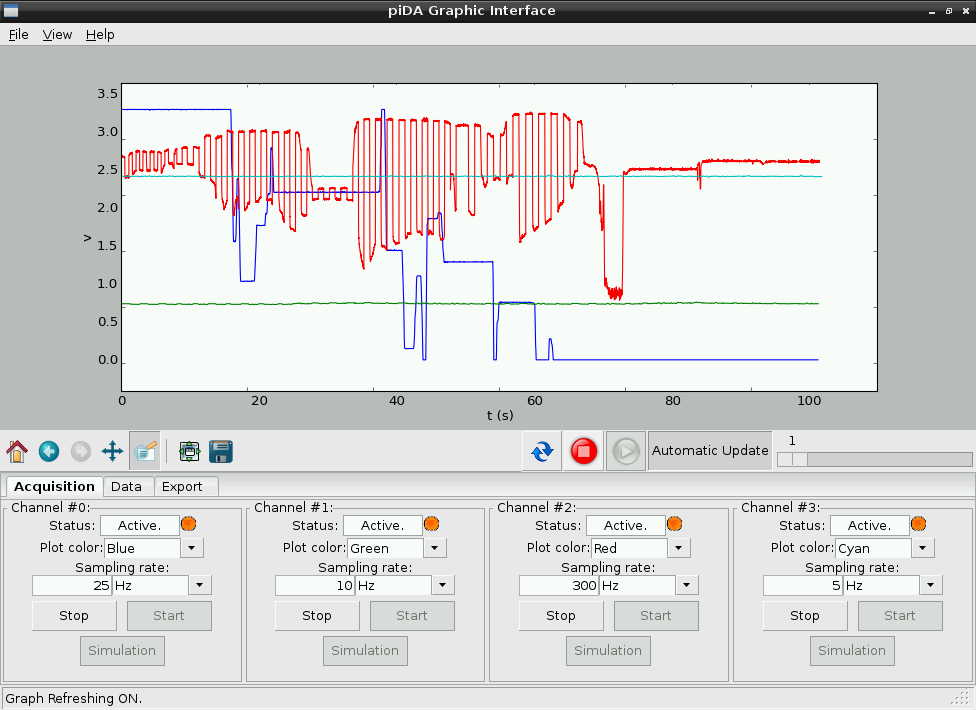 piDA Graphic Interface
File View Help
3.5
3.0
2.5
2.0
v
1.5
1.0
0.5
0.0
0 20 40 60 80 100
t (s)
Automatic Update
1
Acquisition Data Export
Channel #0: Channel #1: Channel #2: Channel #3:
Status: Active. Status: Active. Status: Active. Status: Active.
Plot color: Blue Plot color: Green Plot color: Red Plot color: Cyan
Sampling rate: Sampling rate: Sampling rate: Sampling rate:
25 Hz 10 Hz 300 Hz 5 Hz
Stop Start Stop Start Stop Start Stop Start
Simulation Simulation Simulation Simulation
Graph Refreshing ON.